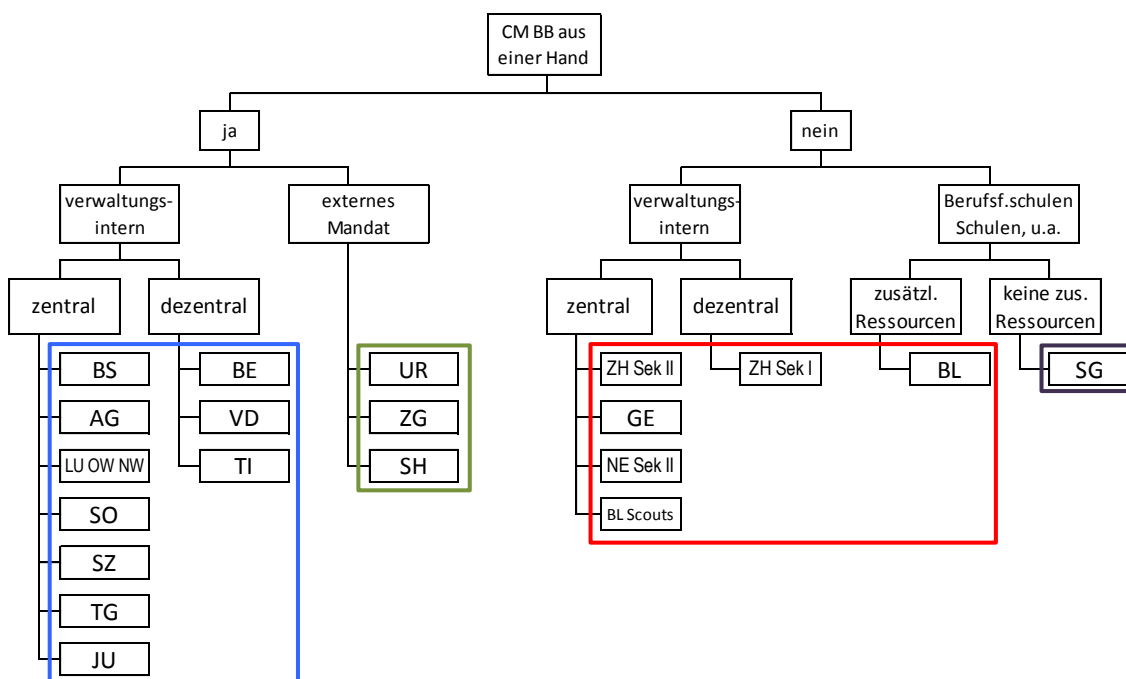 CM BB aus
einer Hand
ja
nein
verwaltungs-
intern
externes
Mandat
verwaltungs-
intern
Berufsf.schulen
Schulen, u.a.
zentral
dezentral
zentral
dezentral
zusätzl.
Ressourcen
keine zus.
Ressourcen
BS
BE
UR
ZH Sek II
ZH Sek I
BL
SG
AG
VD
ZG
GE
LU OW NW
TI
SH
NE Sek II
SO
BL Scouts
SZ
TG
JU